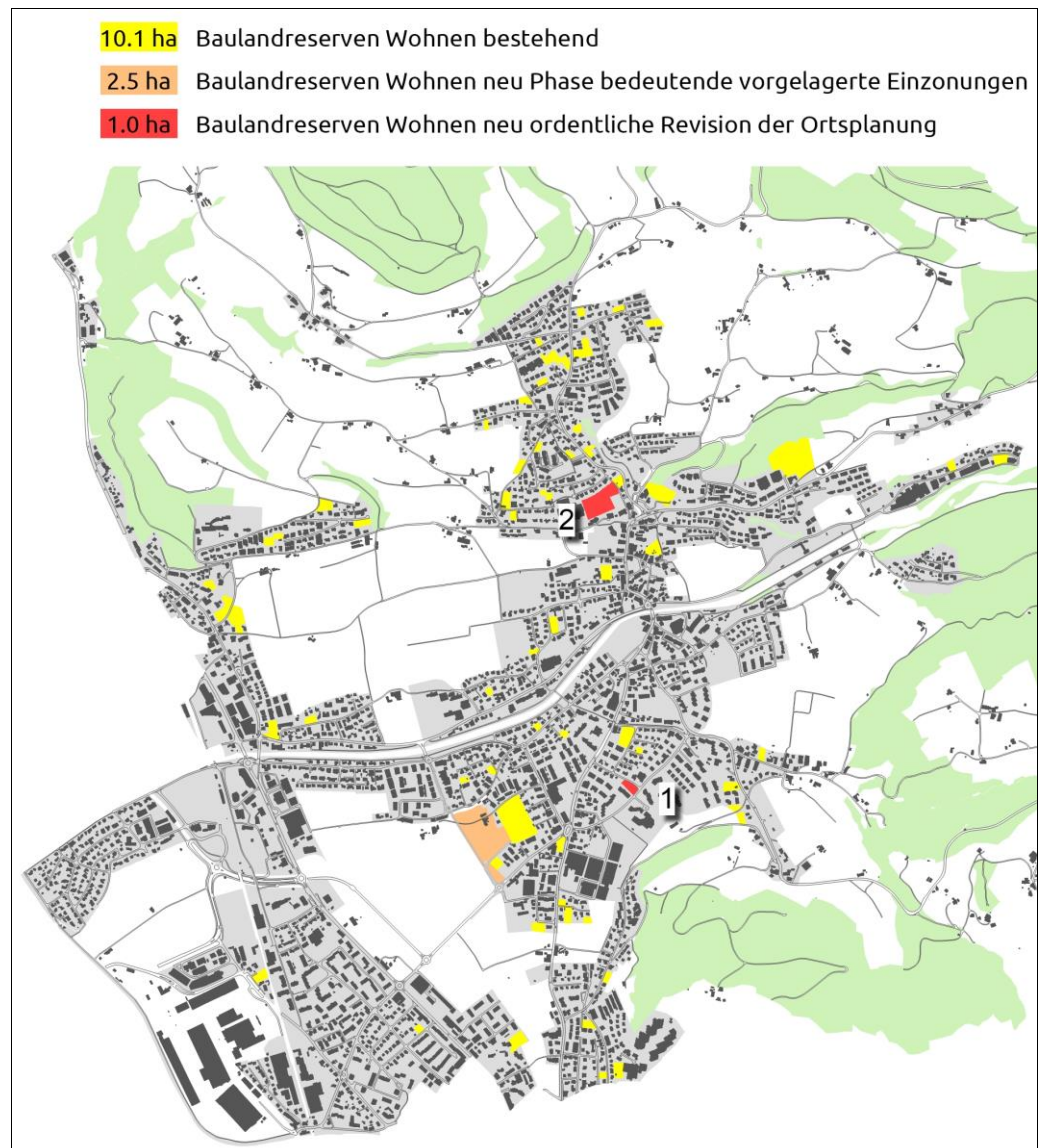 10.1 ha Baulandreserven Wohnen bestehend
2.5 ha Baulandreserven Wohnen neu Phase bedeutende vorgelagerte Einzonungen
1.0 ha Baulandreserven Wohnen neu ordentliche Revision der Ortsplanung
2
1